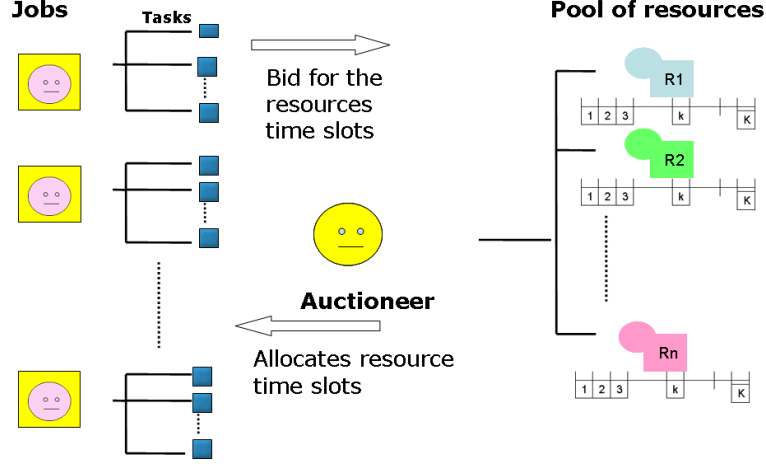 Jobs
Tasks
Pool of resources
Bid for the
resources
time slots
R1
1 2 3 k K
R2
1 2 3 k K
Auctioneer
Allocates resource
time slots
Rn
1 2 3 k K